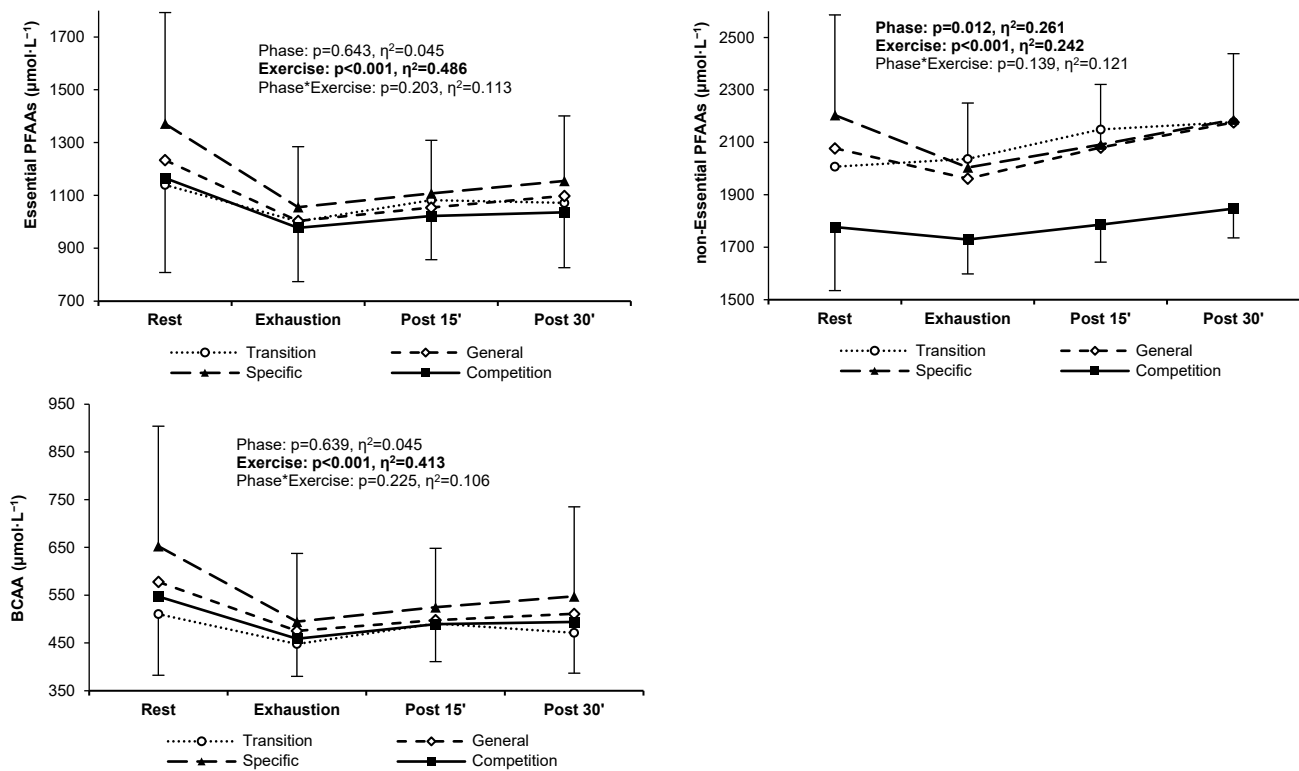 Essential PFAAs (µmol·L⁻¹)
1700
1500
1300
1100
900
700
Phase: p=0.643, η²=0.045
Exercise: p<0.001, η²=0.486
Phase*Exercise: p=0.203, η²=0.113
Rest Exhaustion Post 15' Post 30'
Transition General
Specific Competition
non-Essential PFAAs (µmol·L⁻¹)
2500
2300
2100
1900
1700
1500
Phase: p=0.012, η²=0.261
Exercise: p<0.001, η²=0.242
Phase*Exercise: p=0.139, η²=0.121
Rest Exhaustion Post 15' Post 30'
Transition General
Specific Competition
BCAA (µmol·L⁻¹)
950
850
750
650
550
450
350
Phase: p=0.639, η²=0.045
Exercise: p<0.001, η²=0.413
Phase*Exercise: p=0.225, η²=0.106
Rest Exhaustion Post 15' Post 30'
Transition General
Specific Competition